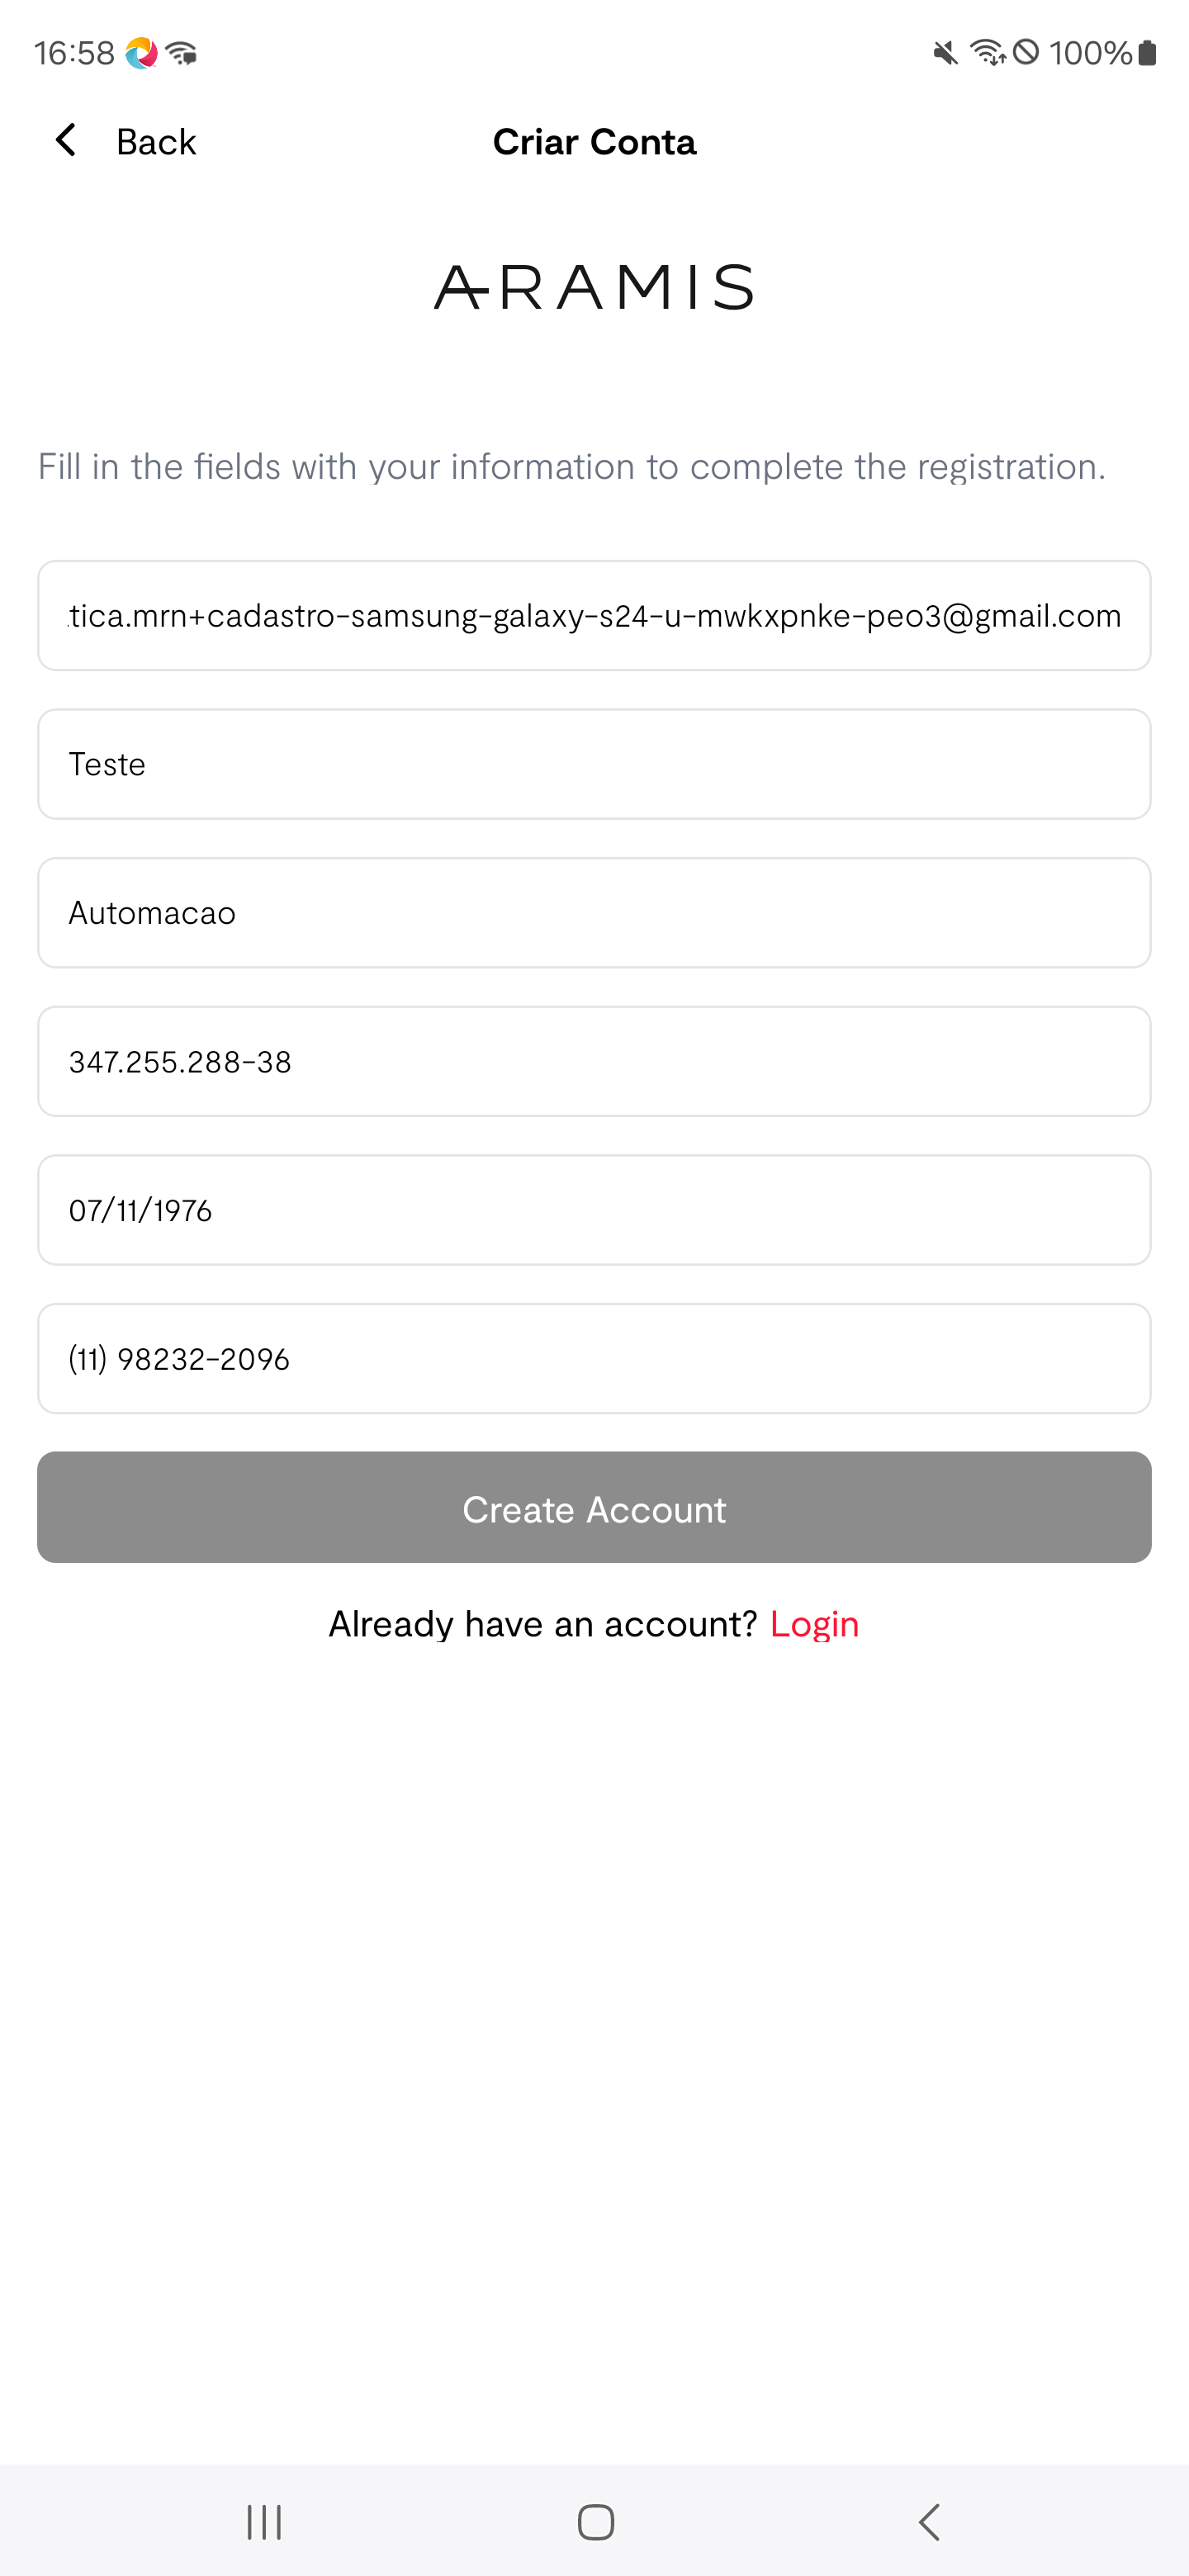 16:58
100%
Back
Criar Conta
ARAMIS
Fill in the fields with your information to complete the registration.
tica.mrn+cadastro-samsung-galaxy-s24-u-mwkxpnke-peo3@gmail.com
Teste
Automacao
347.255.288-38
07/11/1976
(11) 98232-2096
Create Account
Already have an account? Login